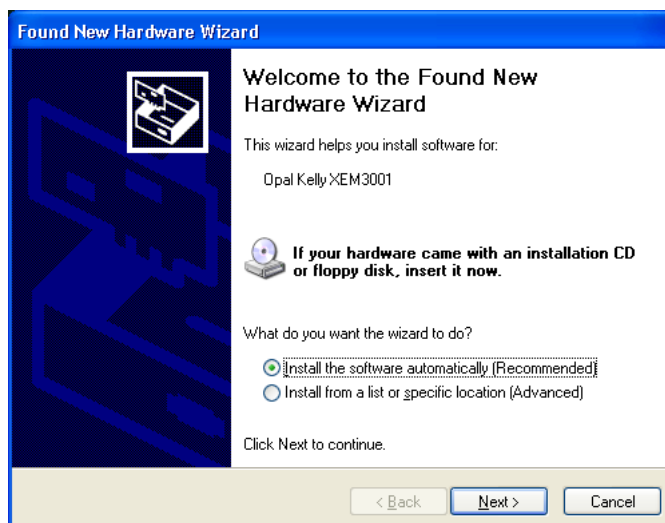 Found New Hardware Wizard
Welcome to the Found New
Hardware Wizard
This wizard helps you install software for:
Opal Kelly XEM3001
If your hardware came with an installation CD
or floppy disk, insert it now.
What do you want the wizard to do?
Install the software automatically (Recommended)
Install from a list or specific location (Advanced)
Click Next to continue.
< Back Next > Cancel